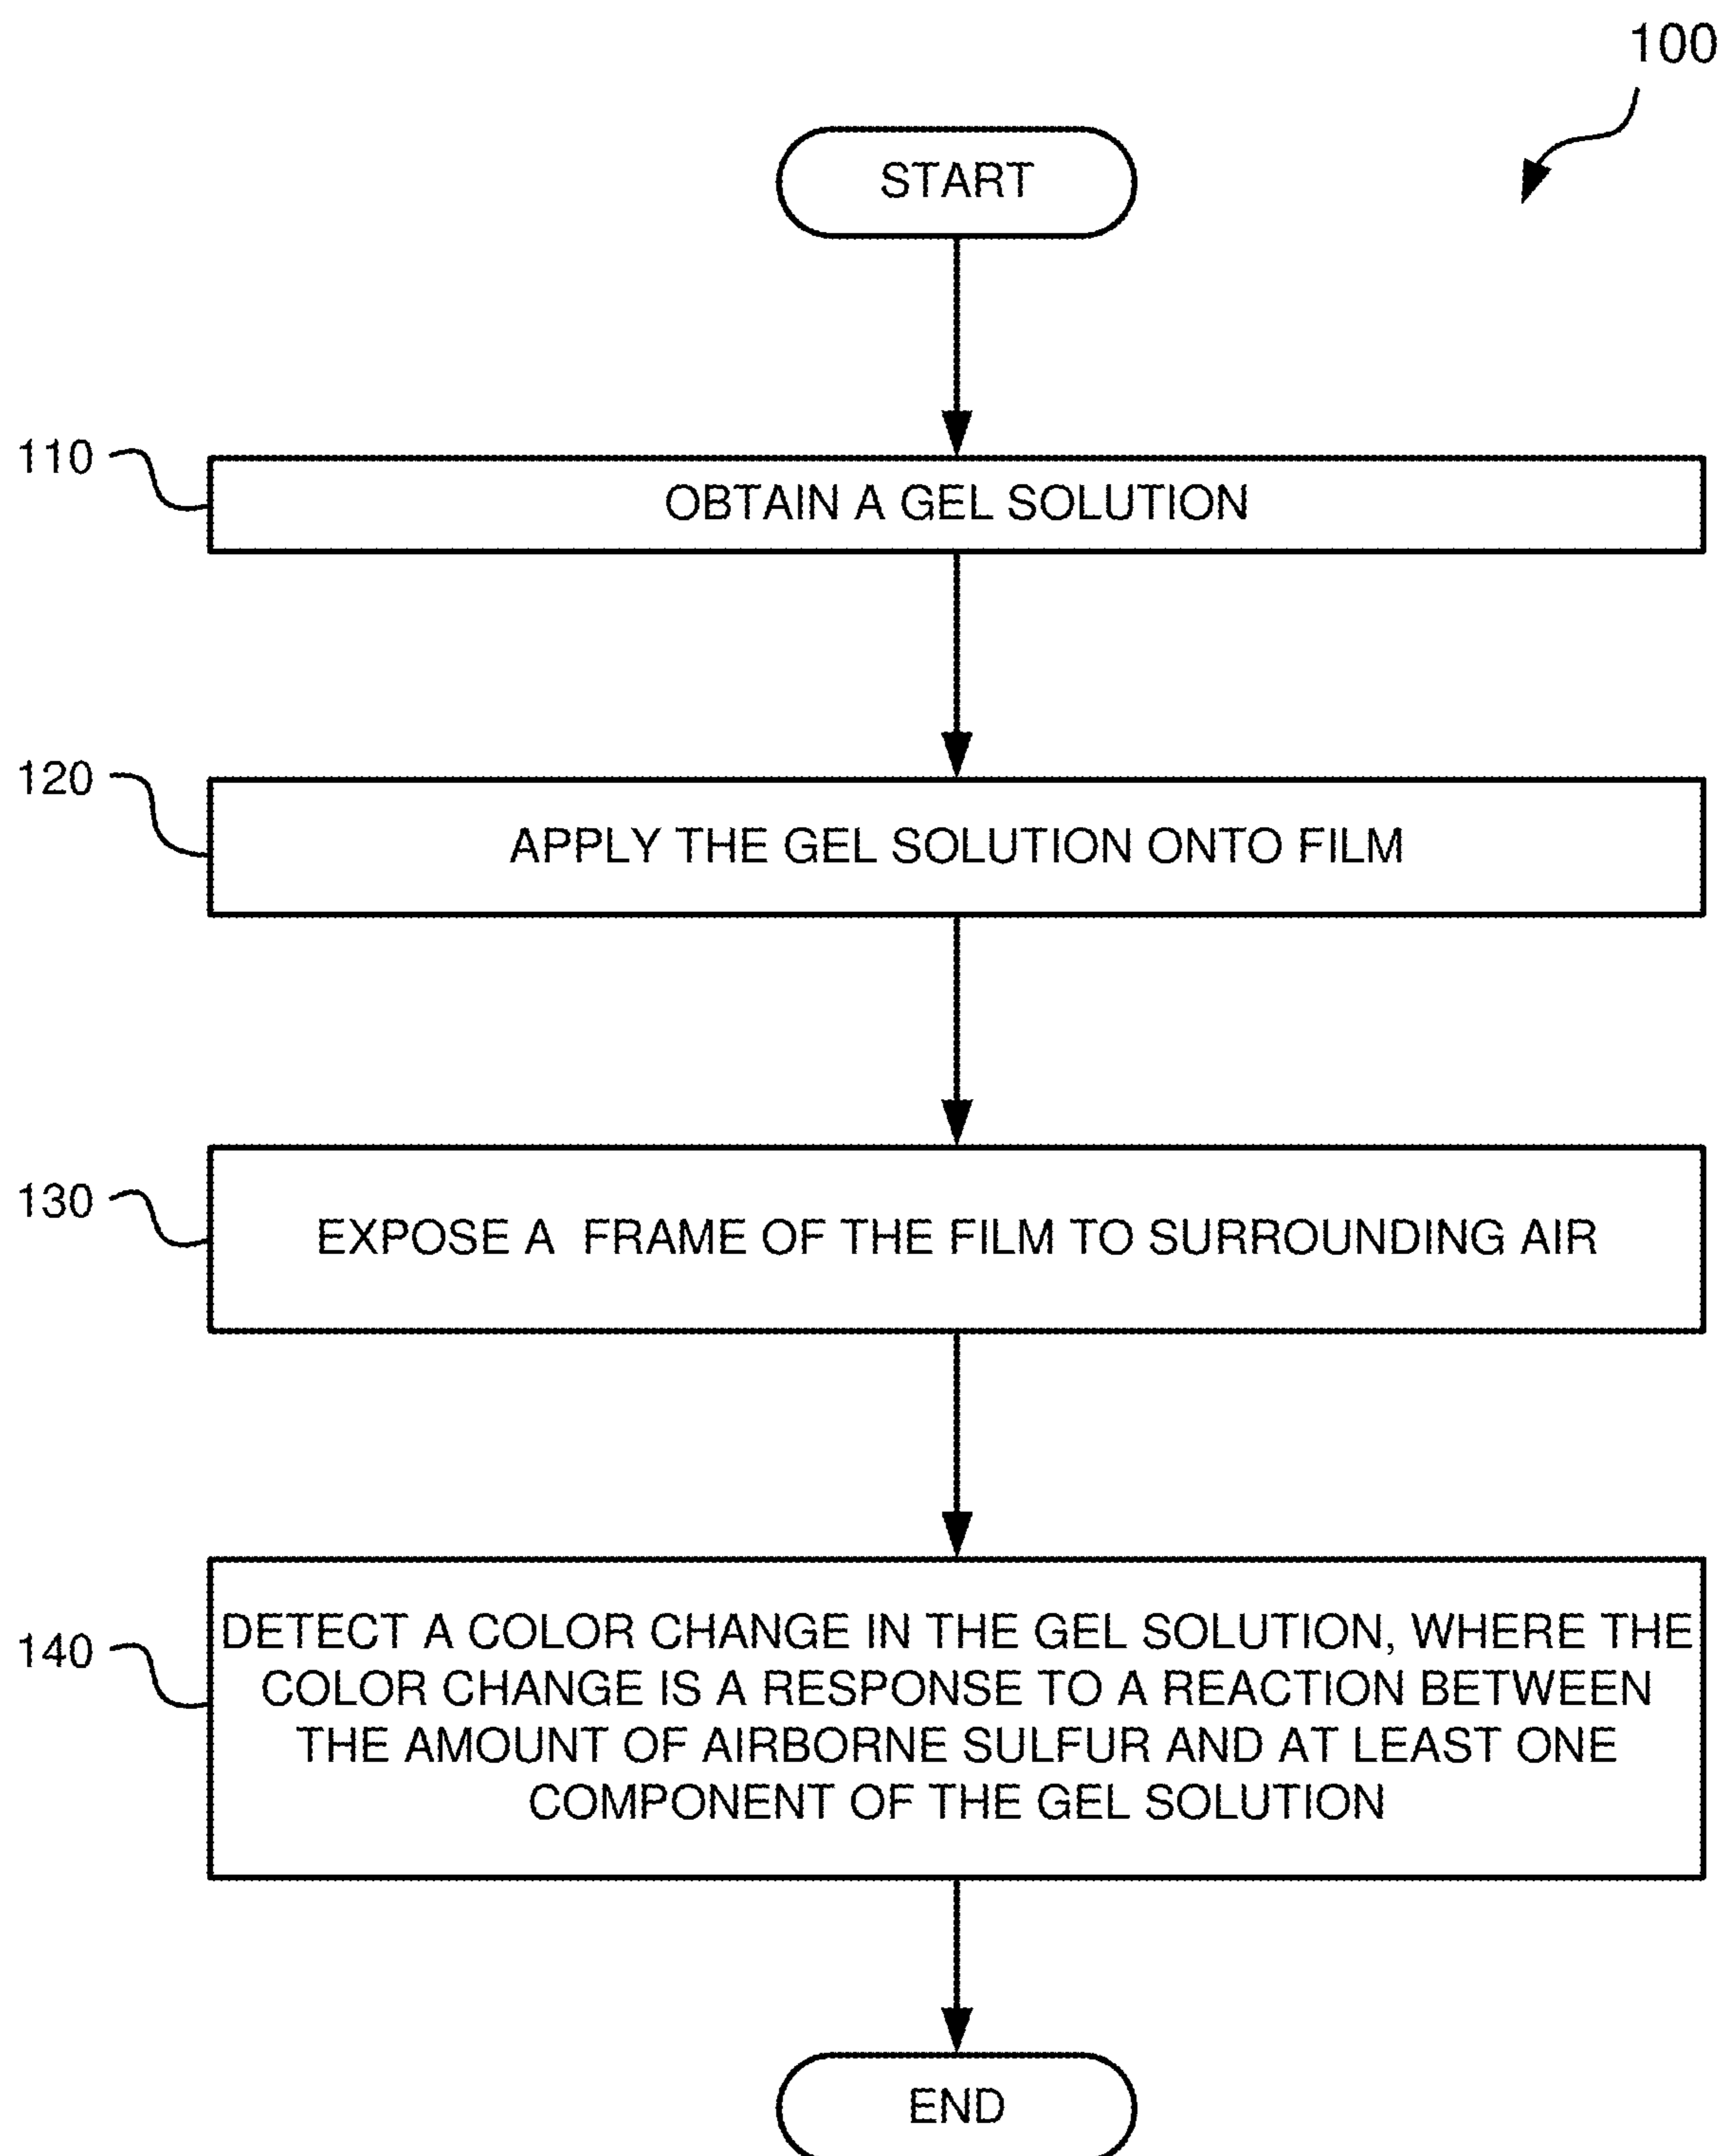 100
START
110
OBTAIN A GEL SOLUTION
120
APPLY THE GEL SOLUTION ONTO FILM
130
EXPOSE A FRAME OF THE FILM TO SURROUNDING AIR
140
DETECT A COLOR CHANGE IN THE GEL SOLUTION, WHERE THE
COLOR CHANGE IS A RESPONSE TO A REACTION BETWEEN
THE AMOUNT OF AIRBORNE SULFUR AND AT LEAST ONE
COMPONENT OF THE GEL SOLUTION
END